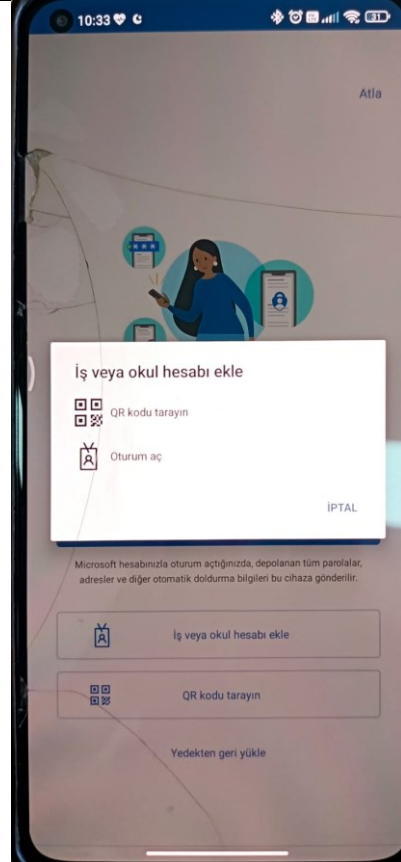 10:33
31
Atla
İş veya okul hesabı ekle
QR kodu tarayın
Oturum aç
İPTAL
Microsoft hesabınızla oturum açtığınızda, depolanan tüm parolalar,
adresler ve diğer otomatik doldurma bilgileri bu cihaza gönderilir.
İş veya okul hesabı ekle
QR kodu tarayın
Yedekten geri yükle